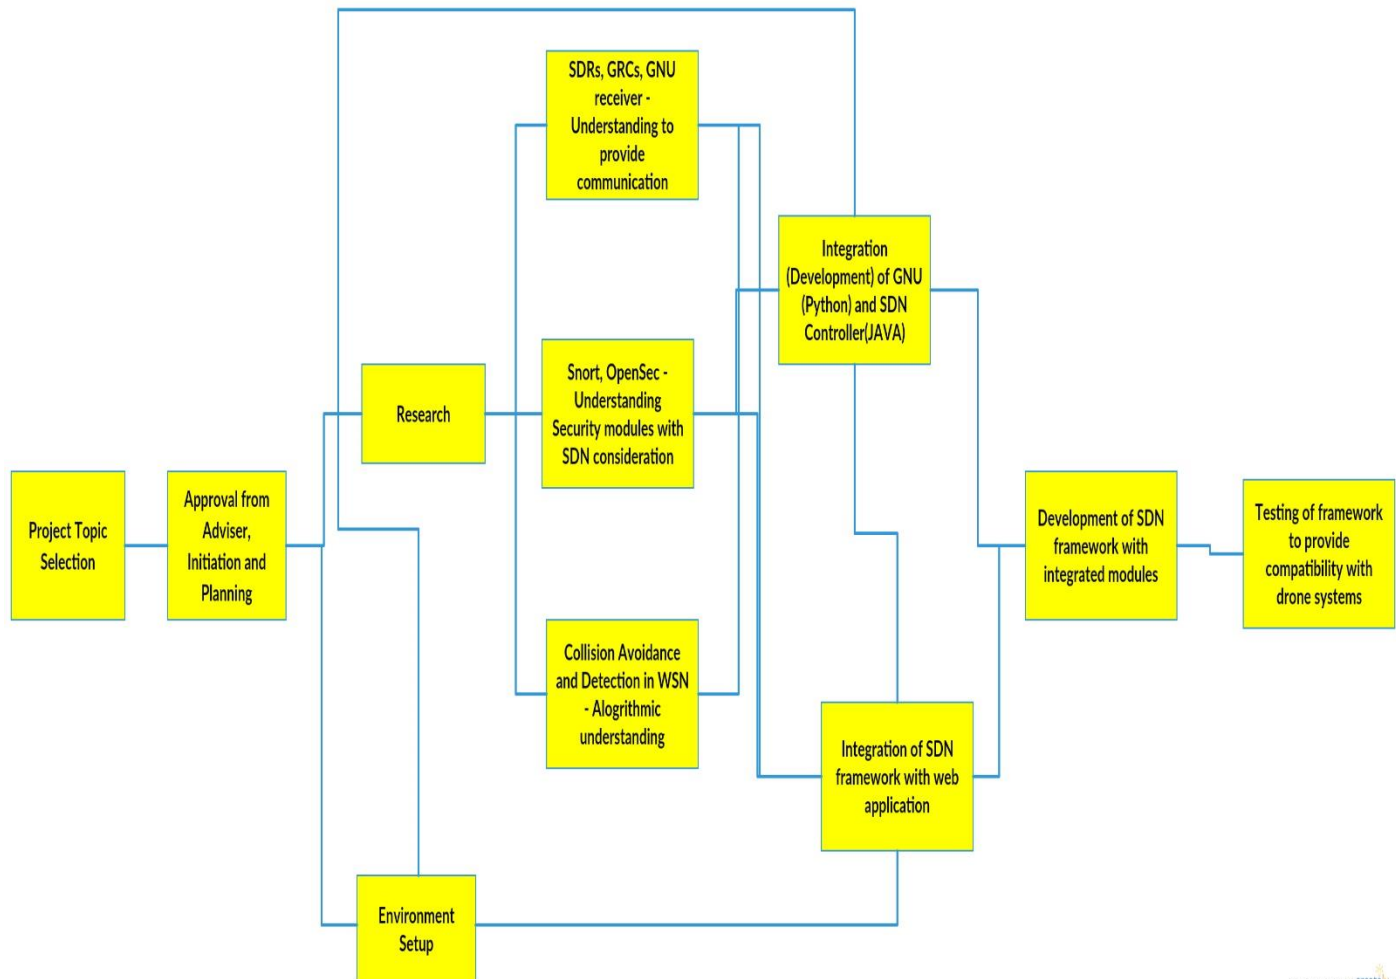 SDRs, GRCs, GNU
receiver -
Understanding to
provide
communication
Integration
(Development) of GNU
(Python) and SDN
Controller(JAVA)
Research
Snort, OpenSec -
Understanding
Security modules with
SDN consideration
Project Topic
Selection
Approval from
Adviser,
Initiation and
Planning
Development of SDN
framework with
integrated modules
Testing of framework
to provide
compatibility with
drone systems
Collision Avoidance
and Detection in WSN
- Alogrithmic
understanding
Integration of SDN
framework with web
application
Environment
Setup